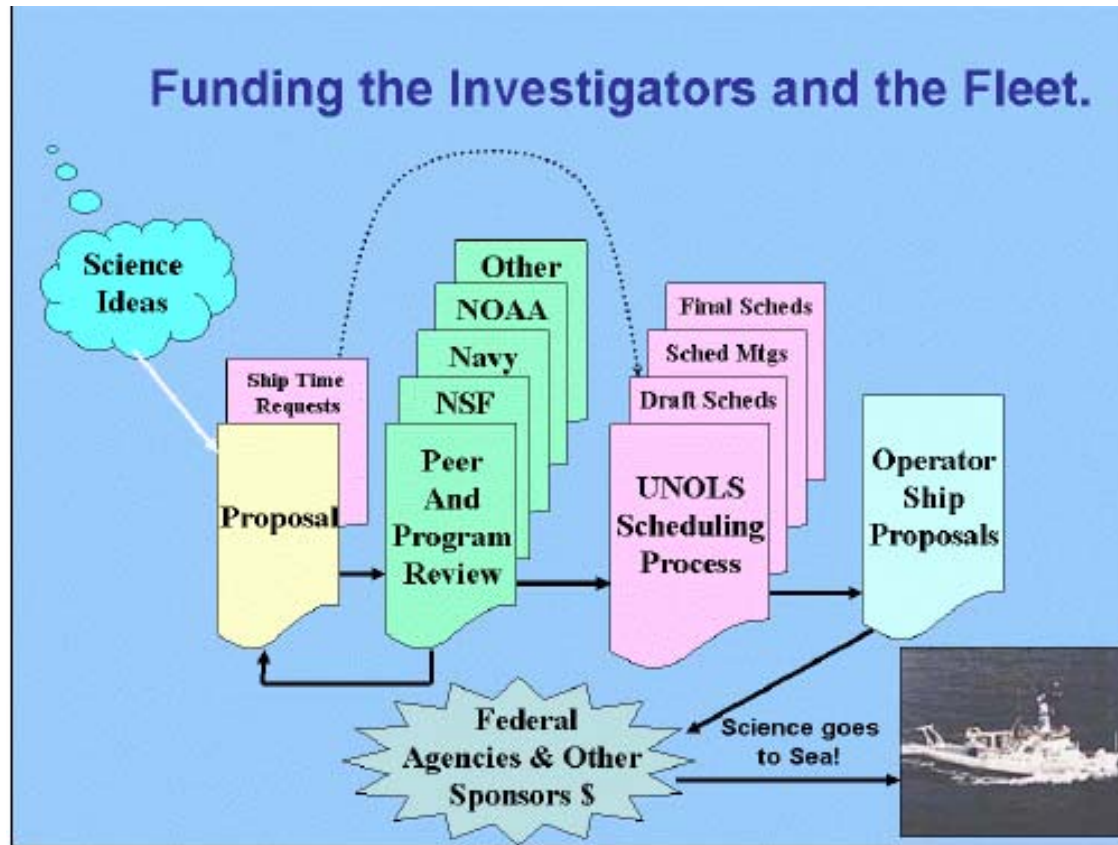 Funding the Investigators and the Fleet.
Science
Ideas
Ship Time
Requests
Proposal
Other
NOAA
Navy
NSF
Peer
And
Program
Review
Final Scheds
Sched Mtgs
Draft Scheds
UNOLS
Scheduling
Process
Operator
Ship
Proposals
Federal
Agencies & Other
Sponsors $
Science goes
to Sea!